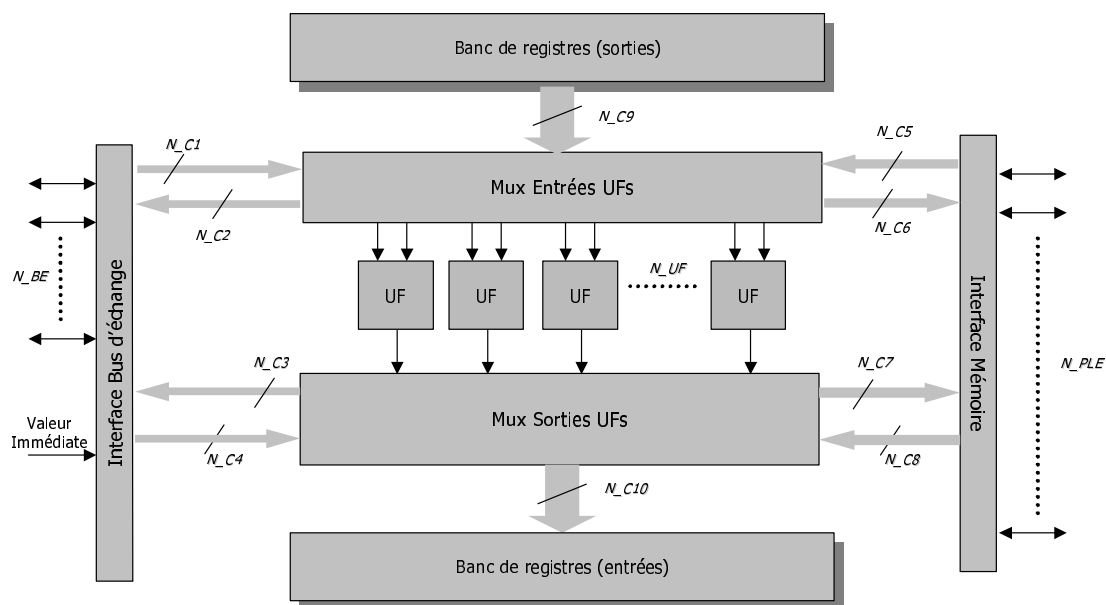 Banc de registres (sorties)
N_C9
N_C1
N_C5
Mux Entrées UFs
N_C2
N_C6
N_BE
Interface Bus d'échange
UF
UF
UF
N_UF
UF
Interface Mémoire
N_PLE
N_C3
N_C7
Mux Sorties UFs
Valeur
Immédiate
N_C4
N_C8
N_C10
Banc de registres (entrées)